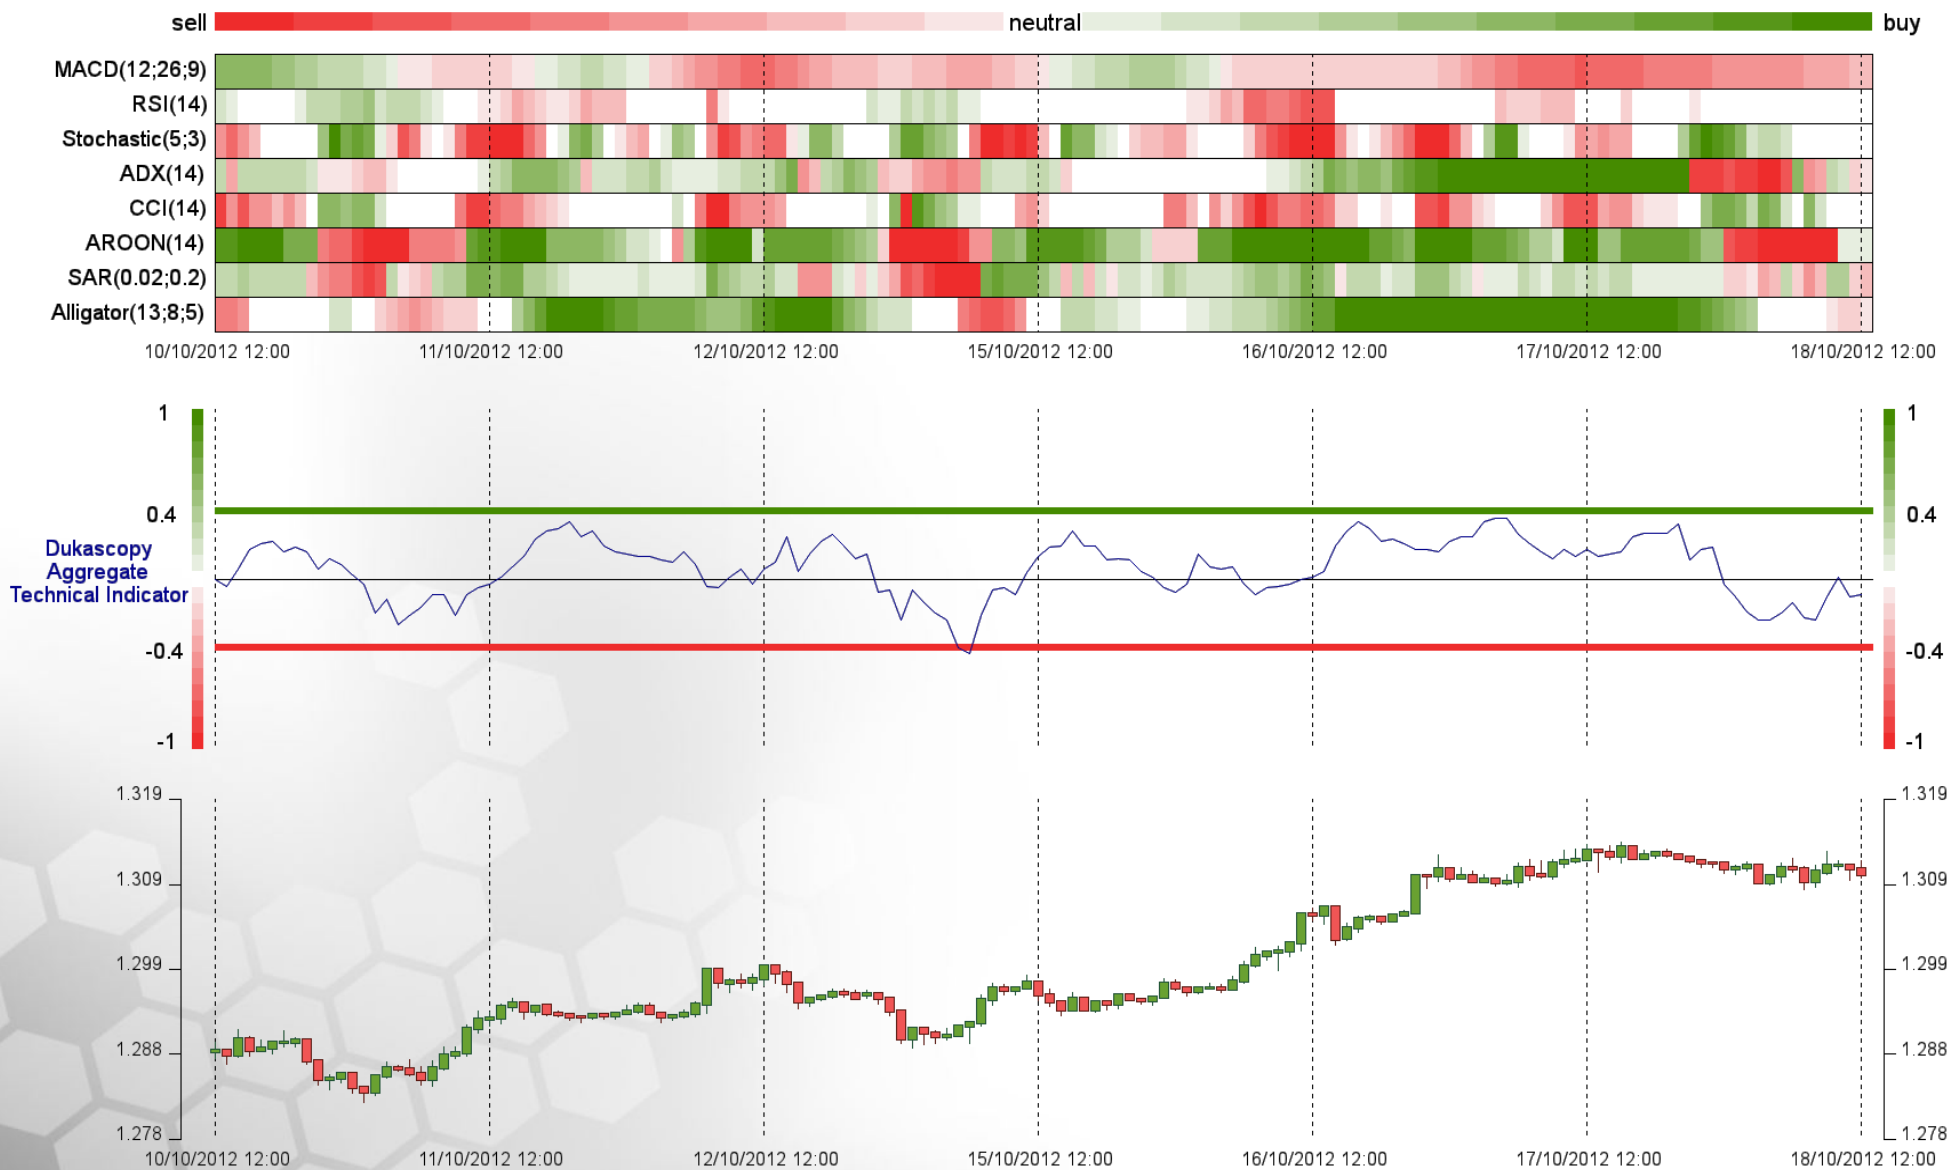 sell neutral buy
MACD(12;26;9)
RSI(14)
Stochastic(5;3)
ADX(14)
CCI(14)
AROON(14)
SAR(0.02;0.2)
Alligator(13;8;5)
10/10/2012 12:00 11/10/2012 12:00 12/10/2012 12:00 15/10/2012 12:00 16/10/2012 12:00 17/10/2012 12:00 18/10/2012 12:00
1 1
0.4 0.4
Dukascopy
Aggregate
Technical Indicator
-0.4 -0.4
-1 -1
1.319 1.319
1.309 1.309
1.299 1.299
1.288 1.288
1.278 1.278
10/10/2012 12:00 11/10/2012 12:00 12/10/2012 12:00 15/10/2012 12:00 16/10/2012 12:00 17/10/2012 12:00 18/10/2012 12:00